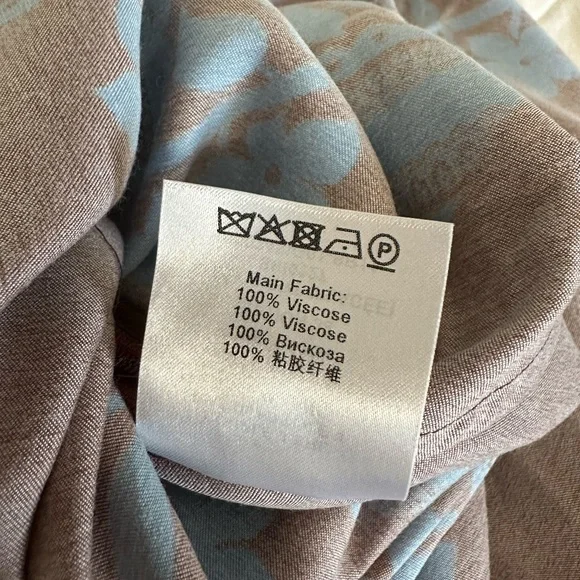 P
Main Fabric:
100% Viscose
100% Viscose
100% Вискоза
100% 粘胶纤维